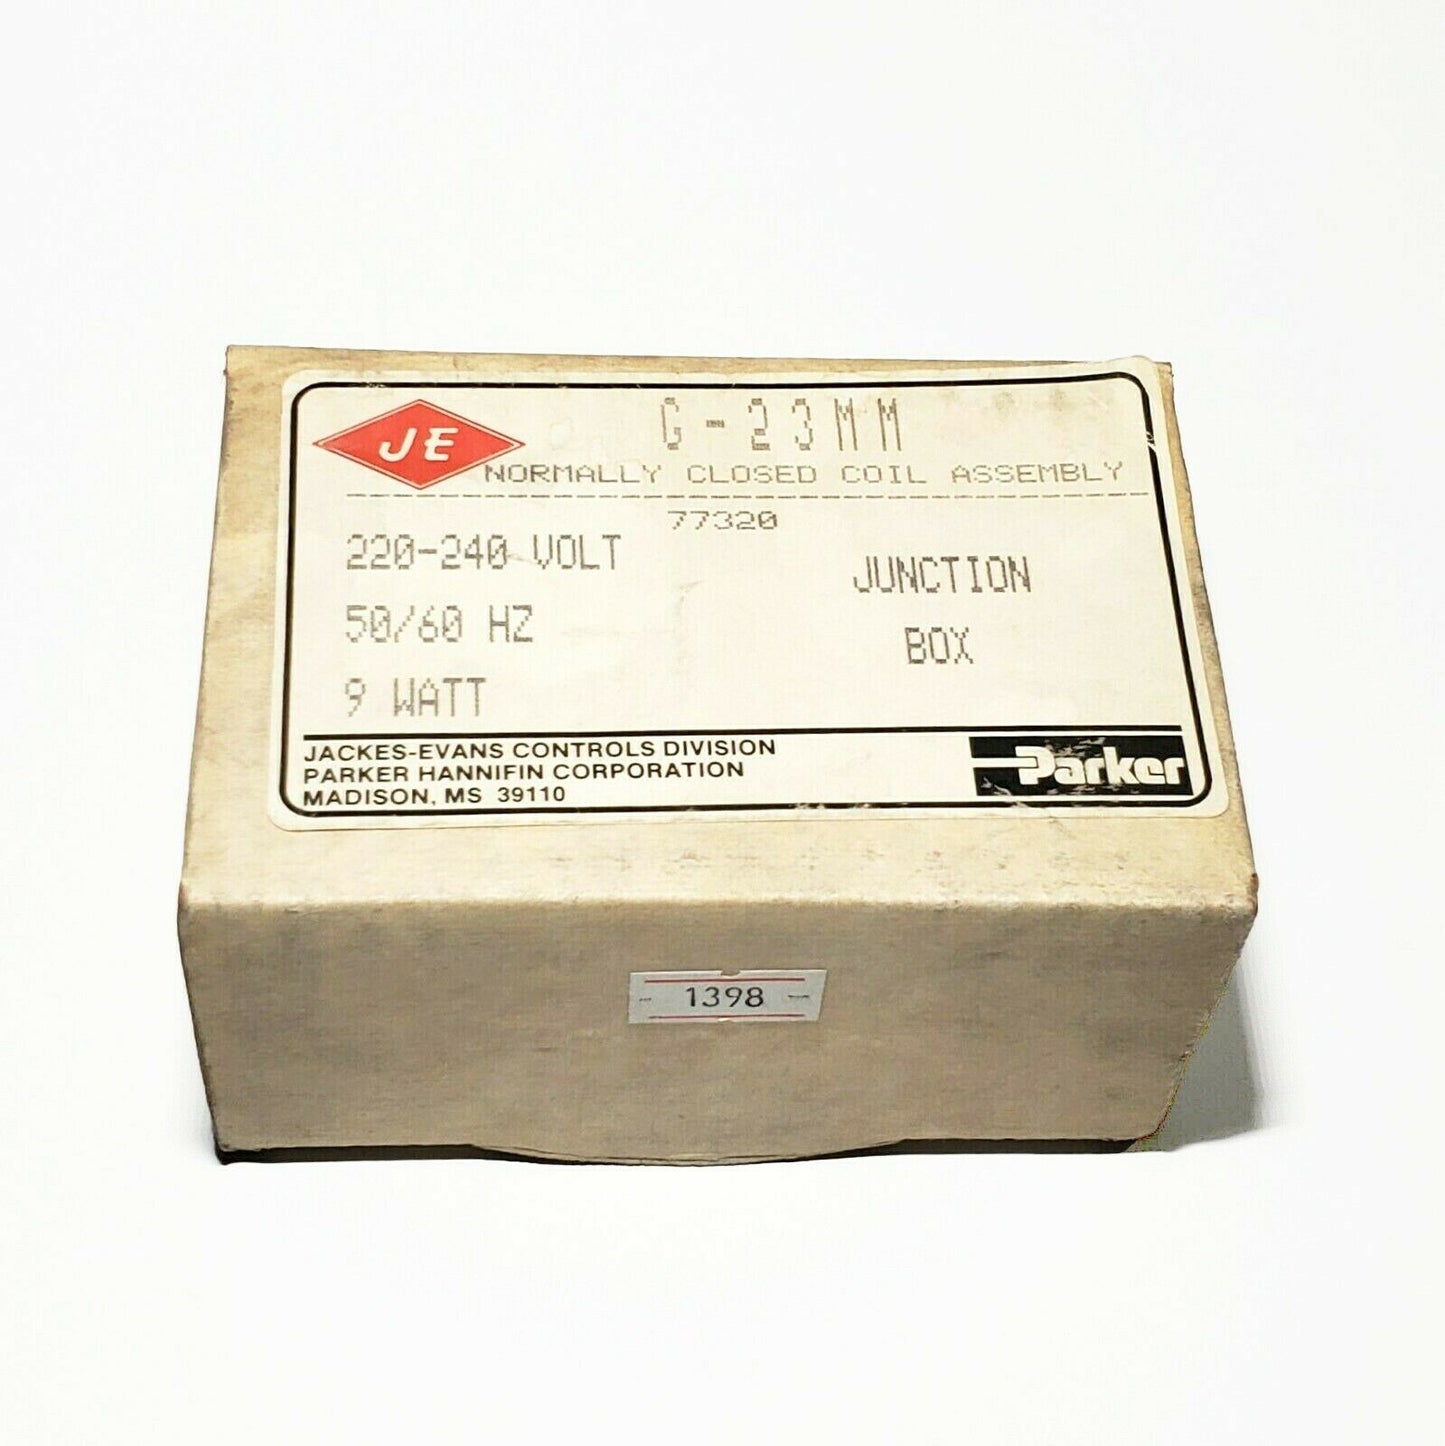 JE
G-23MM
NORMALLY CLOSED COIL ASSEMBLY
77320
220-240 VOLT
50/60 HZ
9 WATT
JUNCTION
BOX
JACKES-EVANS CONTROLS DIVISION
PARKER HANNIFIN CORPORATION
MADISON, MS 39110
Parker
- 1398 -